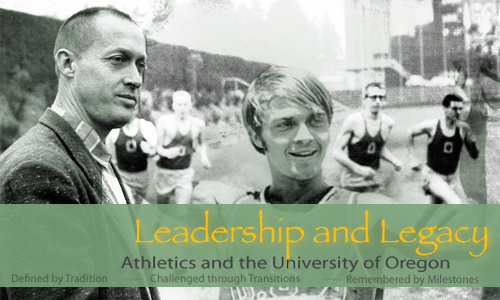 Leadership and Legacy
Athletics and the University of Oregon
Defined by Tradition — Challenged through Transitions — Remembered by Milestones